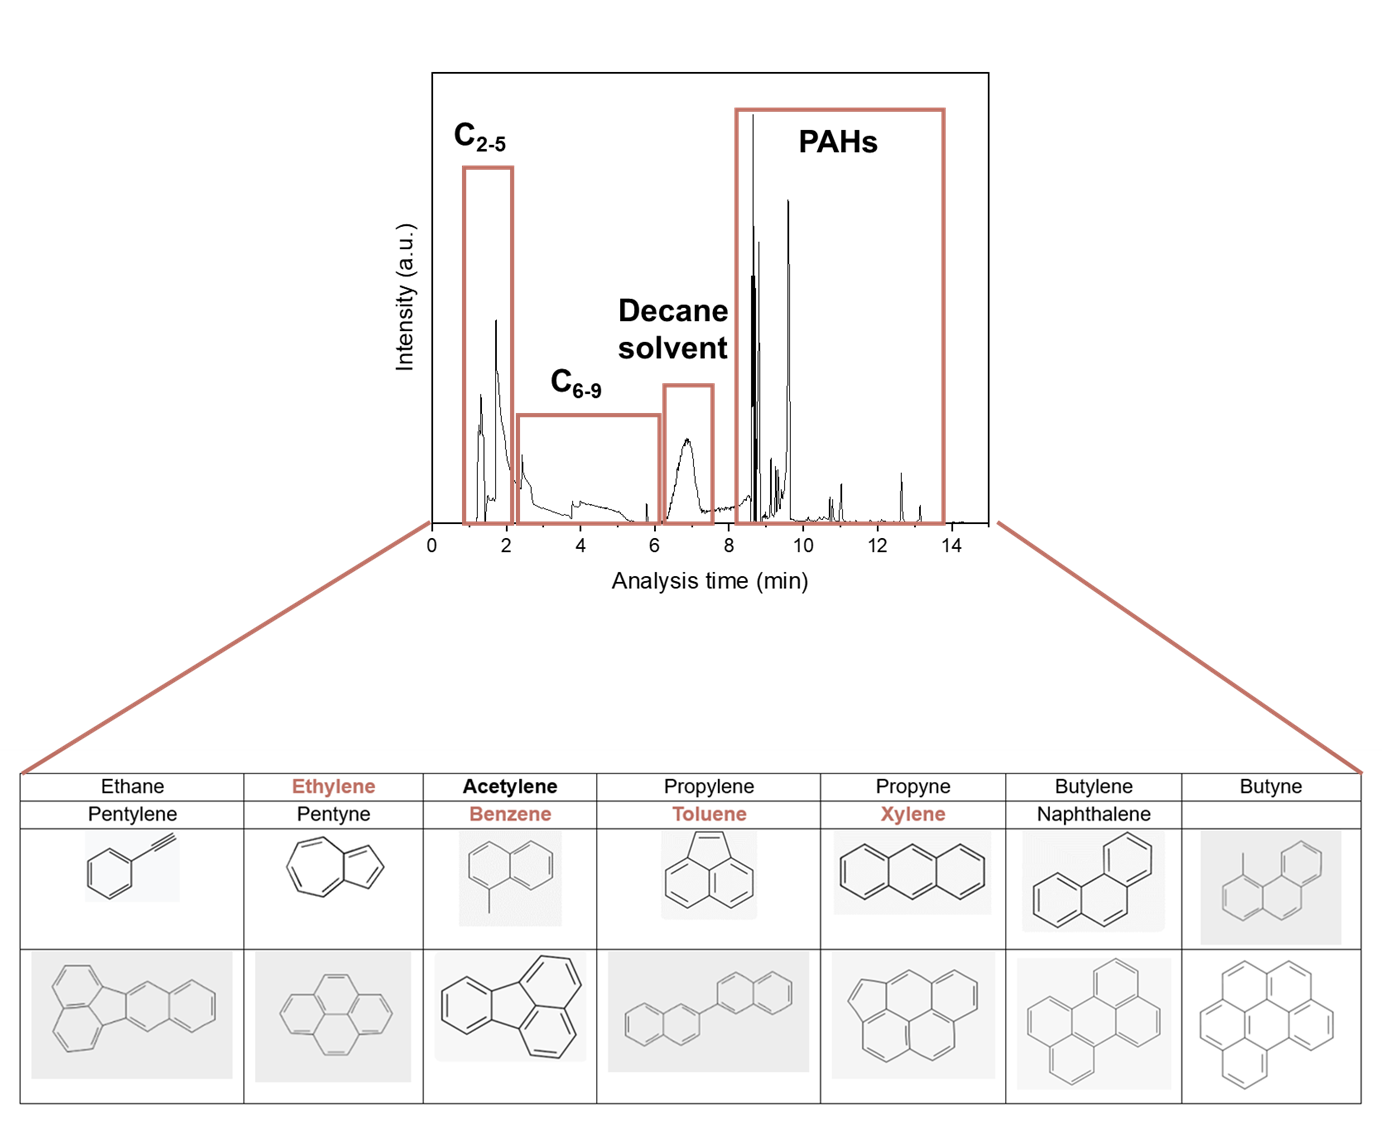 C2-5
PAHs
Decane
solvent
C6-9
Intensity (a.u.)
0 2 4 6 8 10 12 14
Analysis time (min)
Ethane Ethylene Acetylene Propylene Propyne Butylene Butyne
Pentylene Pentyne Benzene Toluene Xylene Naphthalene